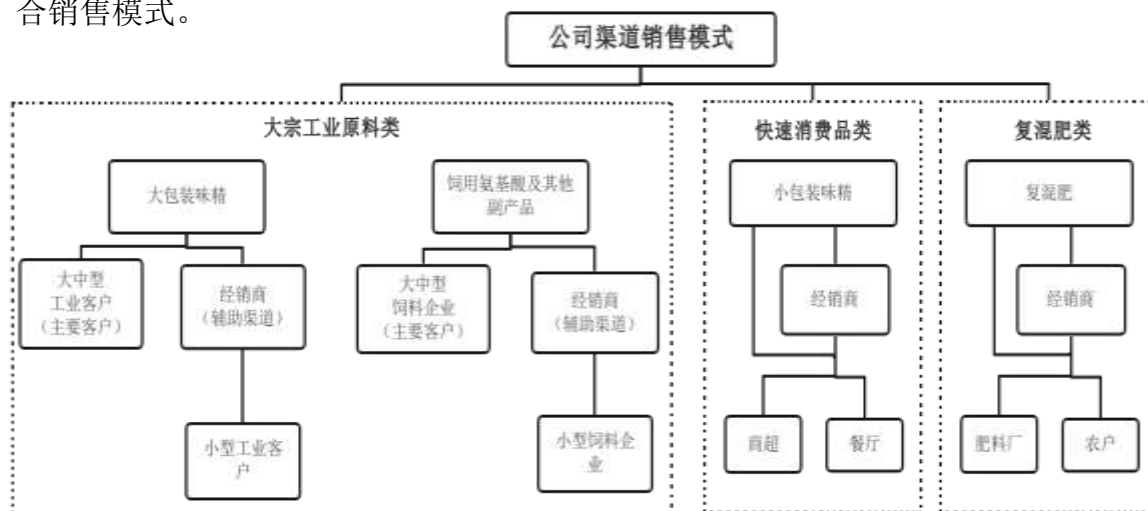 合销售模式。
公司渠道销售模式
大宗工业原料类
快速消费品类
复混肥类
大包装味精
饲用氨基酸及其他
副产品
小包装味精
复混肥
大中型
工业客户
（主要客户）
经销商
（辅助渠道）
大中型
饲料企业
（主要客户）
经销商
（辅助渠道）
经销商
经销商
小型工业客
户
小型饲料企
业
商超
餐厅
肥料厂
农户